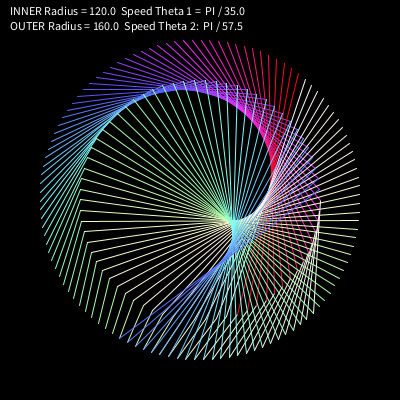 INNER Radius = 120.0  Speed Theta 1 =  PI / 35.0
OUTER Radius = 160.0  Speed Theta 2:  PI / 57.5